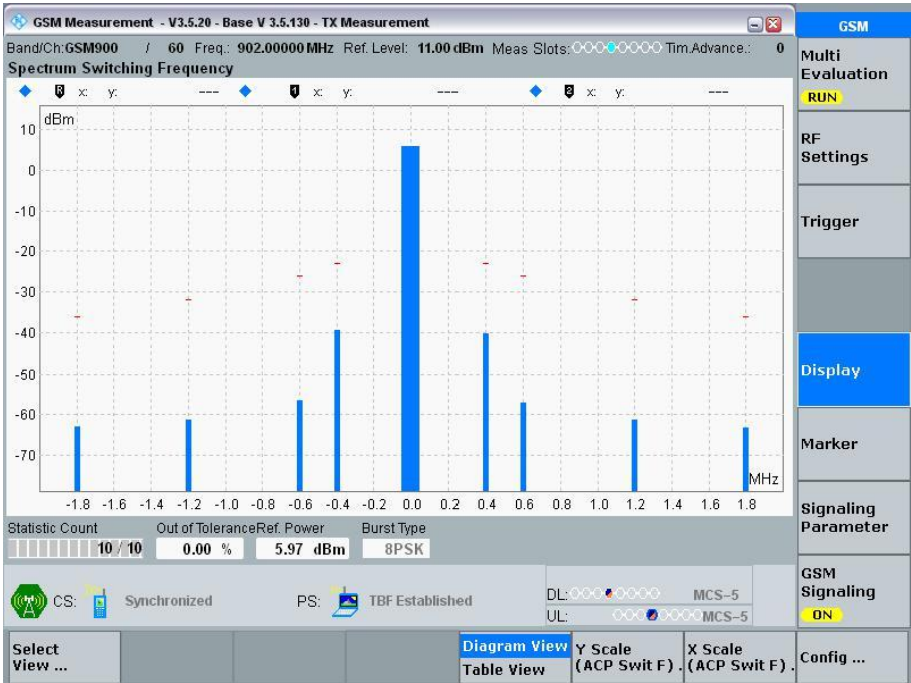 GSM Measurement - V3.5.20 - Base V 3.5.130 - TX Measurement
GSM
Band/Ch:GSM900 / 60 Freq.: 902.00000 MHz Ref. Level: 11.00 dBm Meas Slots: Tim.Advance.: 0
Spectrum Switching Frequency
R x: y: --- 1 x: y: --- 2 x: y: ---
dBm
10
0
-10
-20
-30
-40
-50
-60
-70
MHz
-1.8 -1.6 -1.4 -1.2 -1.0 -0.8 -0.6 -0.4 -0.2 0.0 0.2 0.4 0.6 0.8 1.0 1.2 1.4 1.6 1.8
Statistic Count Out of Tolerance Ref. Power Burst Type
10 / 10 0.00 % 5.97 dBm 8PSK
CS: Synchronized PS: TBF Established
DL: MCS-5
UL: MCS-5
Multi
Evaluation
RUN
RF
Settings
Trigger
Display
Marker
Signaling
Parameter
GSM
Signaling
ON
Select
View ...
Diagram View
Table View
Y Scale
(ACP Swit F) .
X Scale
(ACP Swit F) .
Config ...